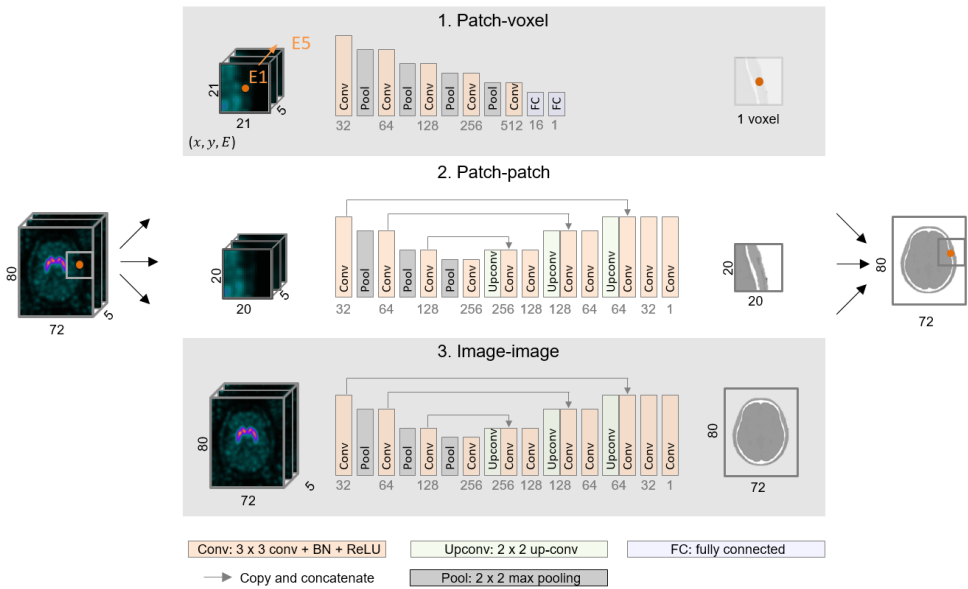 1. Patch-voxel
E5
E1
21
21
5
(x, y, E)
Conv Pool Conv Pool Conv Pool Conv Pool Conv FC FC
32 64 128 256 512 16 1
1 voxel
2. Patch-patch
80
72
5
20
20
5
Conv Pool Conv Pool Conv Pool Conv Upconv Conv Conv Upconv Conv Conv Upconv Conv Conv Conv
32 64 128 256 256 128 128 64 64 32 1
20
20
80
72
3. Image-image
80
72
5
Conv Pool Conv Pool Conv Pool Conv Upconv Conv Conv Upconv Conv Conv Upconv Conv Conv Conv
32 64 128 256 256 128 128 64 64 32 1
80
72
Conv: 3 x 3 conv + BN + ReLU
Upconv: 2 x 2 up-conv
FC: fully connected
Copy and concatenate
Pool: 2 x 2 max pooling